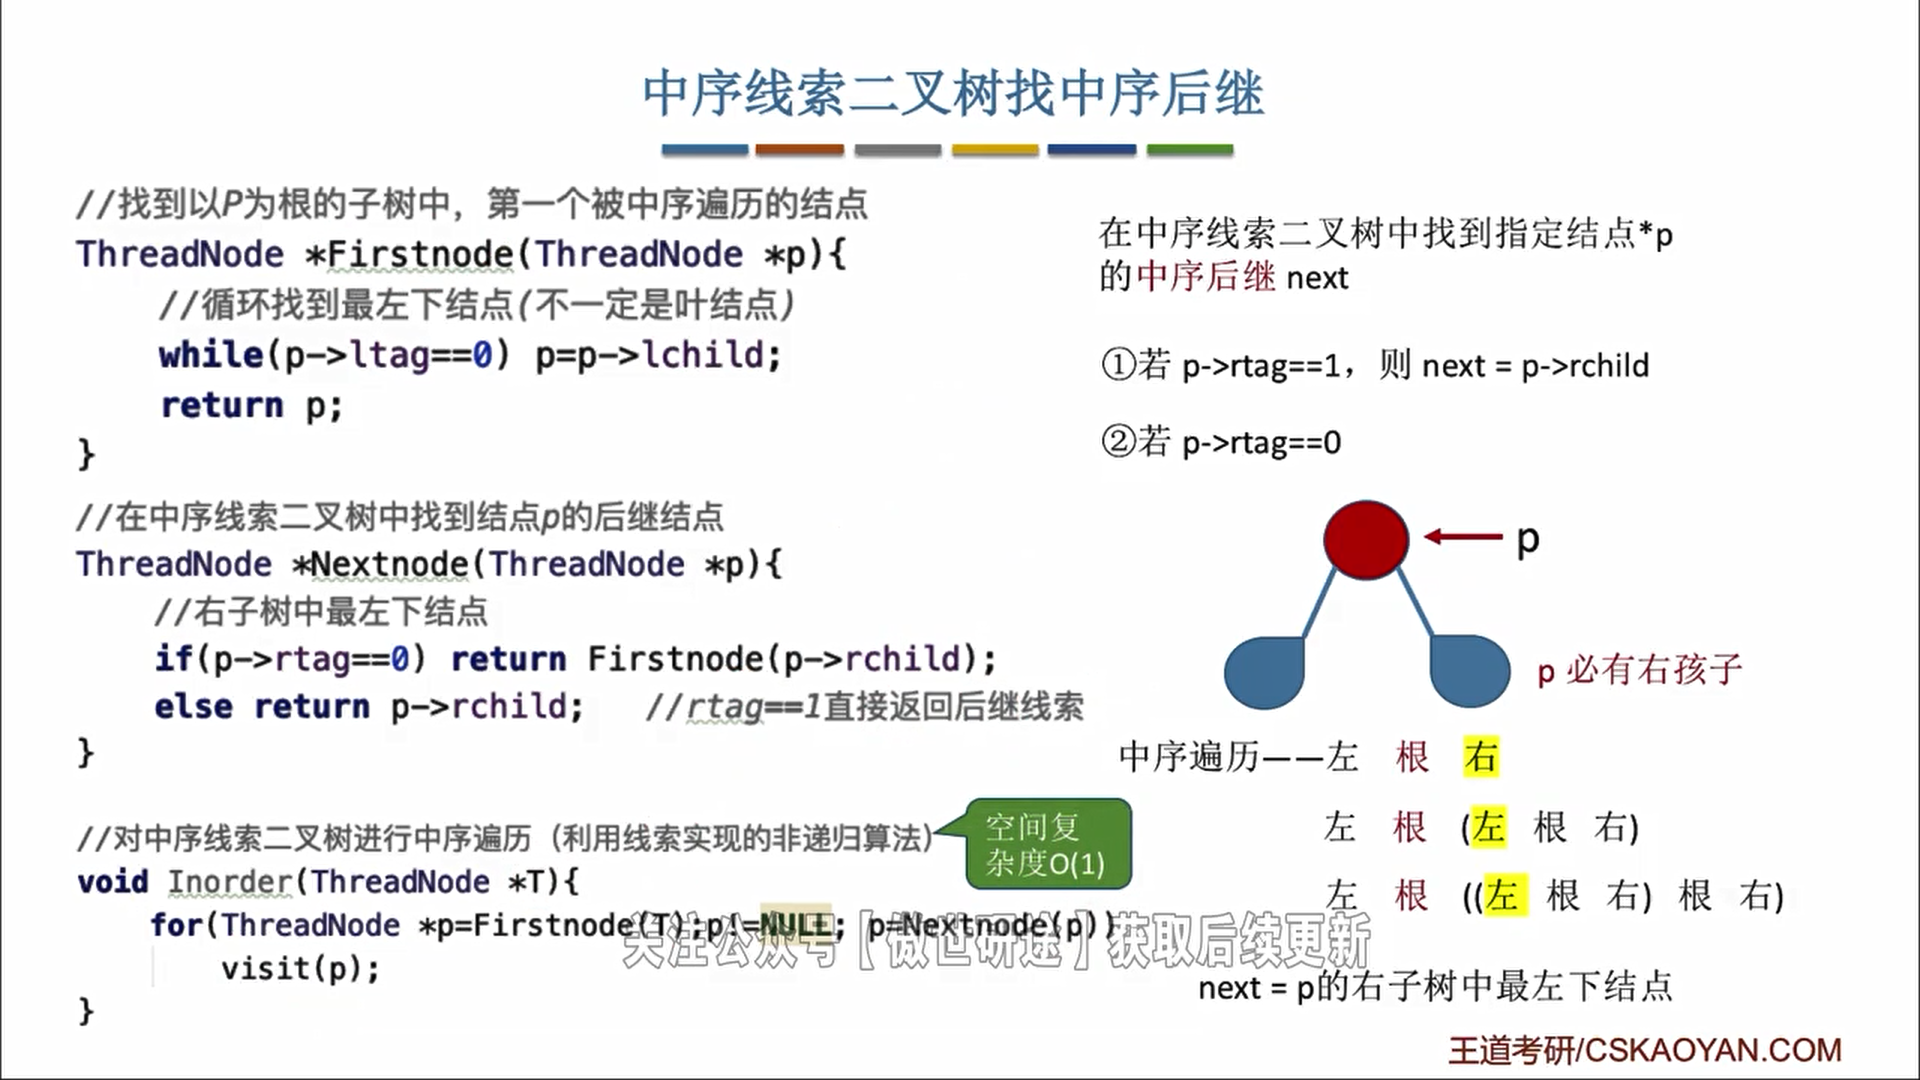 中序线索二叉树找中序后继
//找到以P为根的子树中，第一个被中序遍历的结点
ThreadNode *Firstnode(ThreadNode *p){
//循环找到最左下结点(不一定是叶结点)
while(p->ltag==0) p=p->lchild;
return p;
}
//在中序线索二叉树中找到结点p的后继结点
ThreadNode *Nextnode(ThreadNode *p){
//右子树中最左下结点
if(p->rtag==0) return Firstnode(p->rchild);
else return p->rchild; //rtag==1直接返回后继线索
}
//对中序线索二叉树进行中序遍历（利用线索实现的非递归算法）
空间复
杂度O(1)
void Inorder(ThreadNode *T){
for(ThreadNode *p=Firstnode(T);p!=NULL; p=Nextnode(p))
visit(p);
}
关注公众号【傲世研途】获取后续更新
在中序线索二叉树中找到指定结点*p
的中序后继 next
①若 p->rtag==1，则 next = p->rchild
②若 p->rtag==0
p
p 必有右孩子
中序遍历——左 根 右
左 根 (左 根 右)
左 根 ((左 根 右) 根 右)
next = p的右子树中最左下结点
王道考研/CSKAOYAN.COM